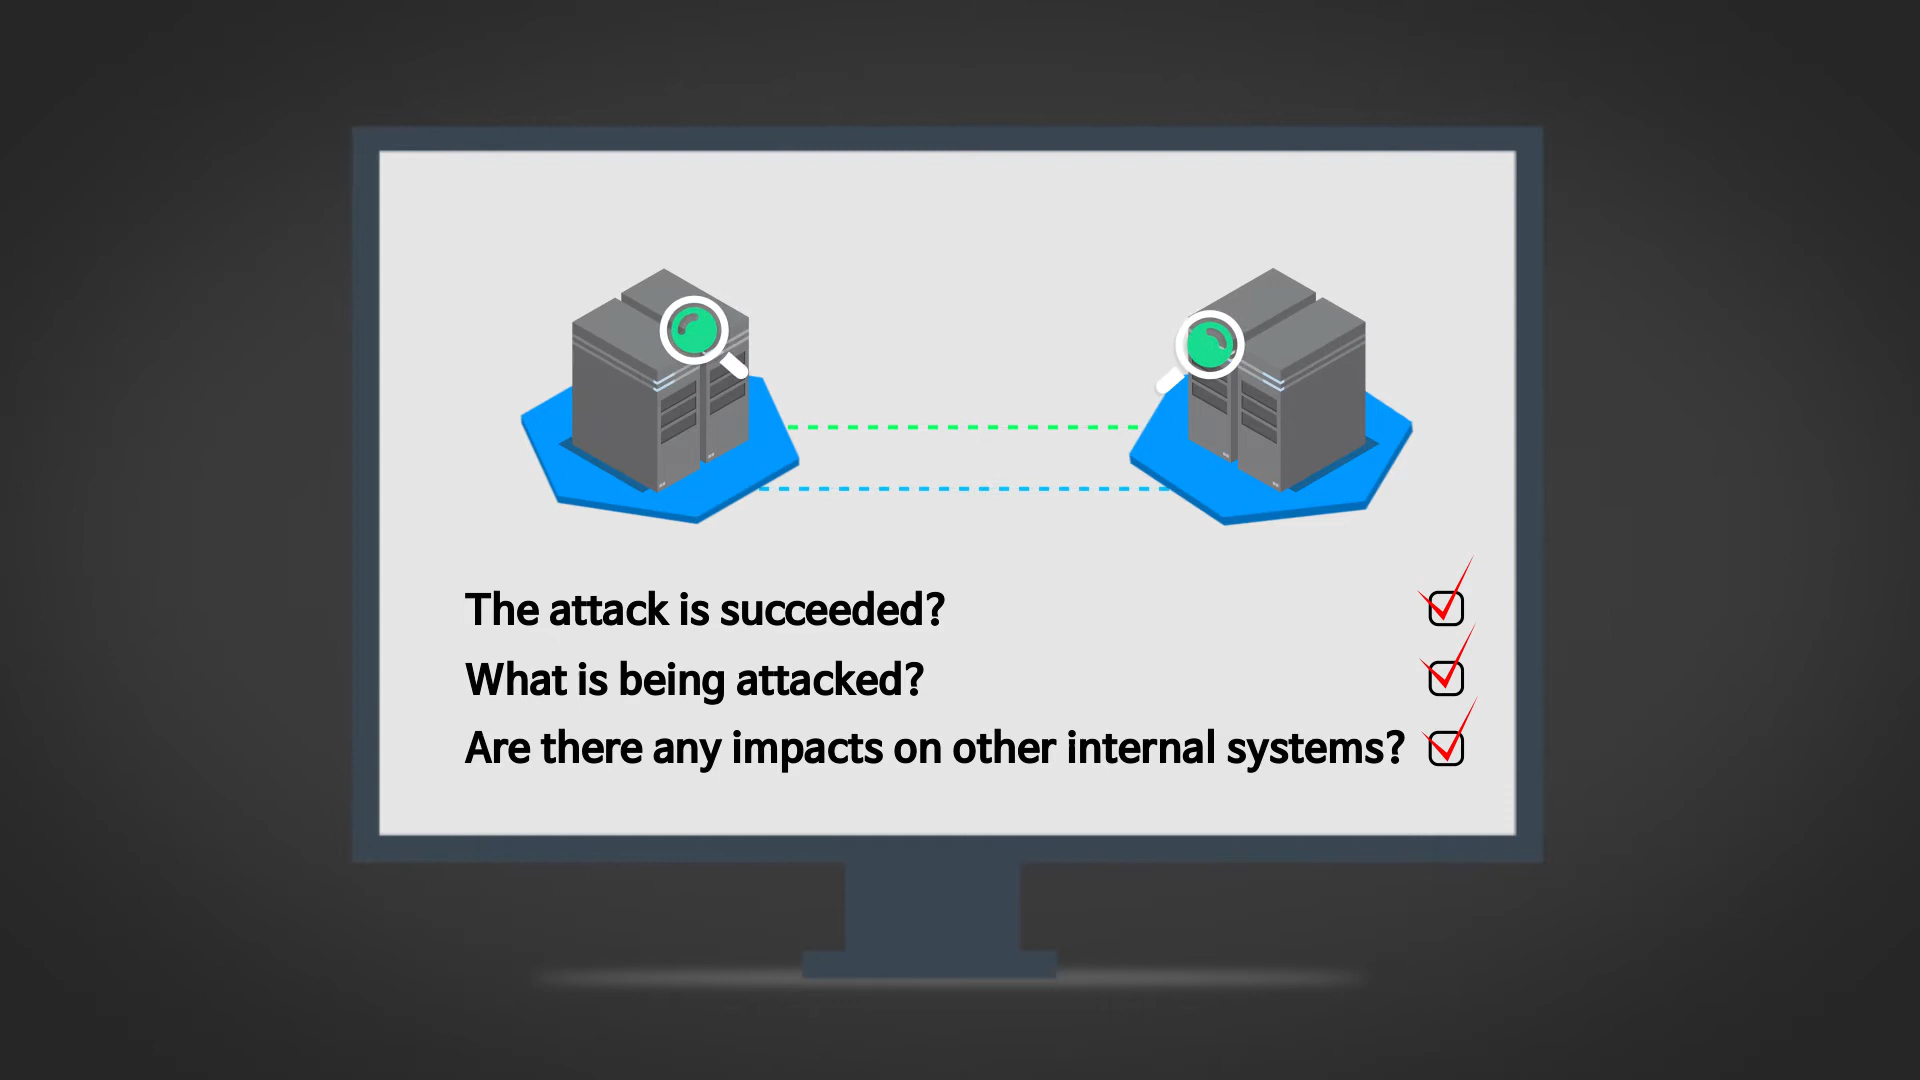 The attack is succeeded?
What is being attacked?
Are there any impacts on other internal systems?